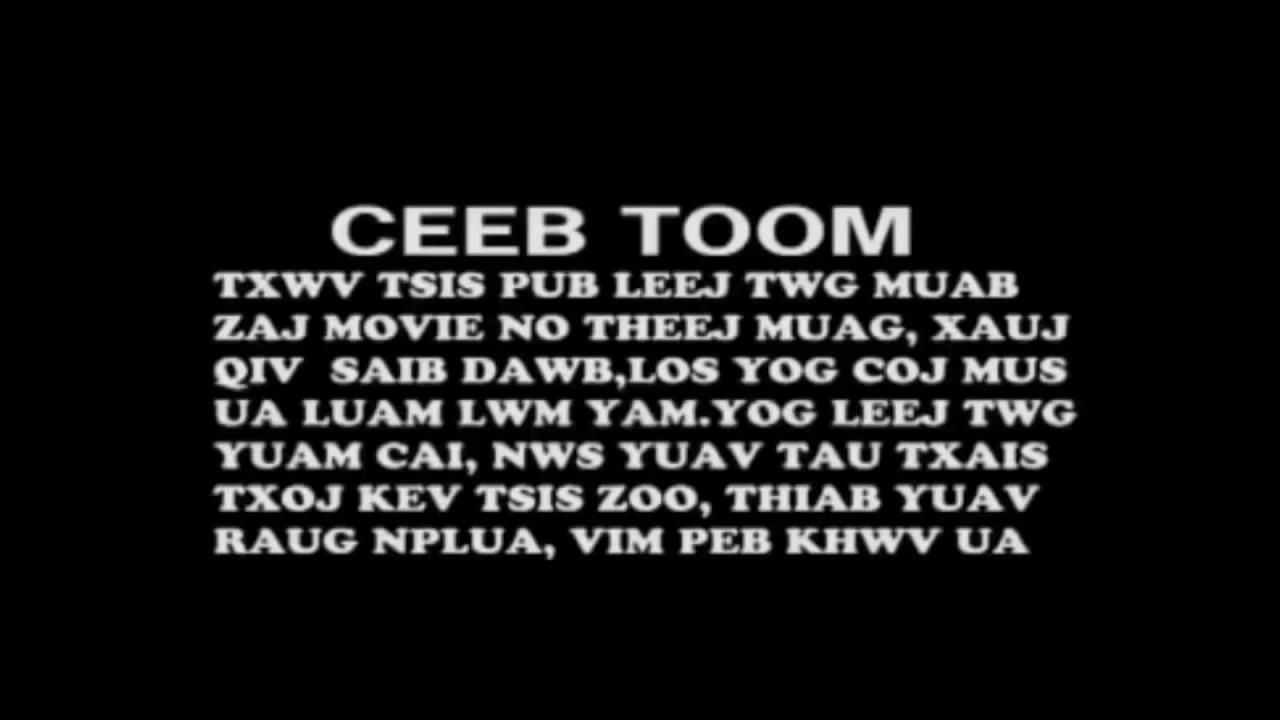 CEEB TOOM
TXWV TSIS PUB LEEJ TWG MUAB
ZAJ MOVIE NO THEEJ MUAG, XAUJ
QIV  SAIB DAWB,LOS YOG COJ MUS
UA LUAM LWM YAM.YOG LEEJ TWG
YUAM CAI, NWS YUAV TAU TXAIS
TXOJ KEV TSIS ZOO, THIAB YUAV
RAUG NPLUA, VIM PEB KHWV UA